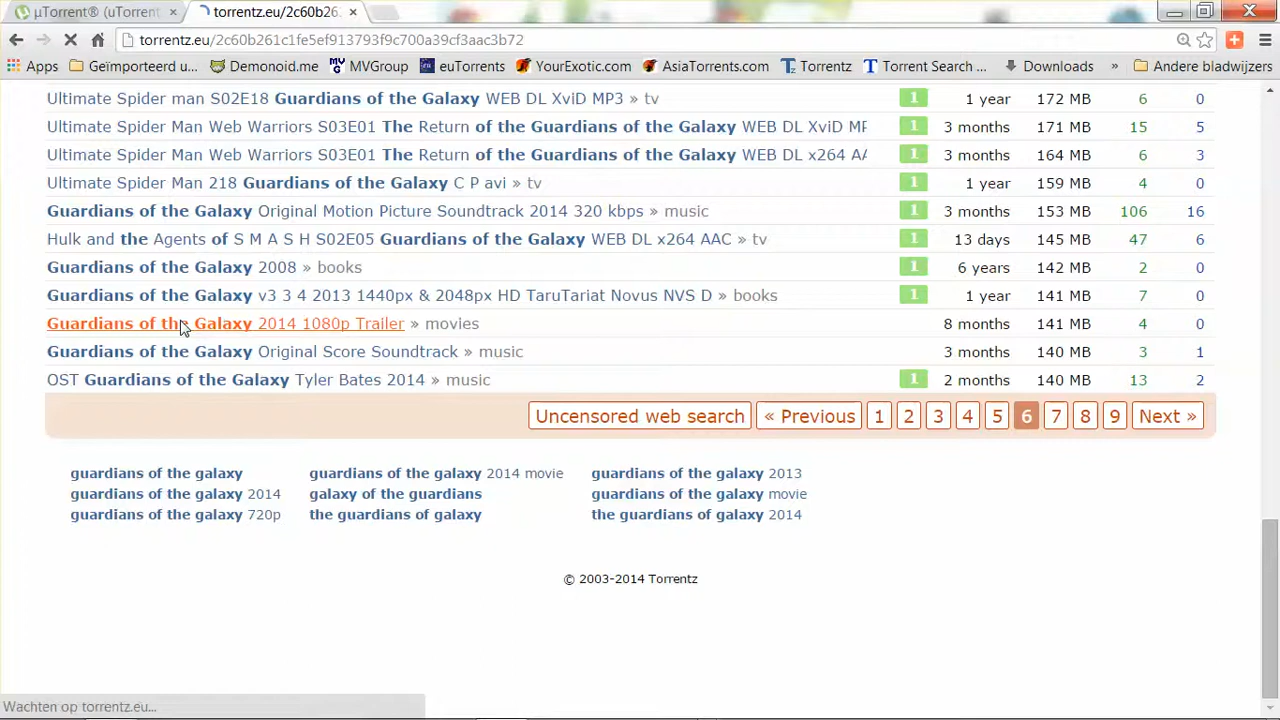 µTorrent® (uTorrent
torrentz.eu/2c60b26
torrentz.eu/2c60b261c1fe5ef913793f9c700a39cf3aac3b72
Apps Geïmporteerd u... Demonoid.me MVGroup euTorrents YourExotic.com AsiaTorrents.com Torrentz Torrent Search ... Downloads » Andere bladwijzers
Ultimate Spider man S02E18 Guardians of the Galaxy WEB DL XviD MP3 » tv 1 1 year 172 MB 6 0
Ultimate Spider Man Web Warriors S03E01 The Return of the Guardians of the Galaxy WEB DL XviD MP 1 3 months 171 MB 15 5
Ultimate Spider Man Web Warriors S03E01 The Return of the Guardians of the Galaxy WEB DL x264 AA 1 3 months 164 MB 6 3
Ultimate Spider Man 218 Guardians of the Galaxy C P avi » tv 1 1 year 159 MB 4 0
Guardians of the Galaxy Original Motion Picture Soundtrack 2014 320 kbps » music 1 3 months 153 MB 106 16
Hulk and the Agents of S M A S H S02E05 Guardians of the Galaxy WEB DL x264 AAC » tv 1 13 days 145 MB 47 6
Guardians of the Galaxy 2008 » books 1 6 years 142 MB 2 0
Guardians of the Galaxy v3 3 4 2013 1440px & 2048px HD TaruTariat Novus NVS D » books 1 1 year 141 MB 7 0
Guardians of the Galaxy 2014 1080p Trailer » movies 8 months 141 MB 4 0
Guardians of the Galaxy Original Score Soundtrack » music 3 months 140 MB 3 1
OST Guardians of the Galaxy Tyler Bates 2014 » music 1 2 months 140 MB 13 2
Uncensored web search « Previous 1 2 3 4 5 6 7 8 9 Next »
guardians of the galaxy guardians of the galaxy 2014 movie guardians of the galaxy 2013
guardians of the galaxy 2014 galaxy of the guardians guardians of the galaxy movie
guardians of the galaxy 720p the guardians of galaxy the guardians of galaxy 2014
© 2003-2014 Torrentz
Wachten op torrentz.eu...